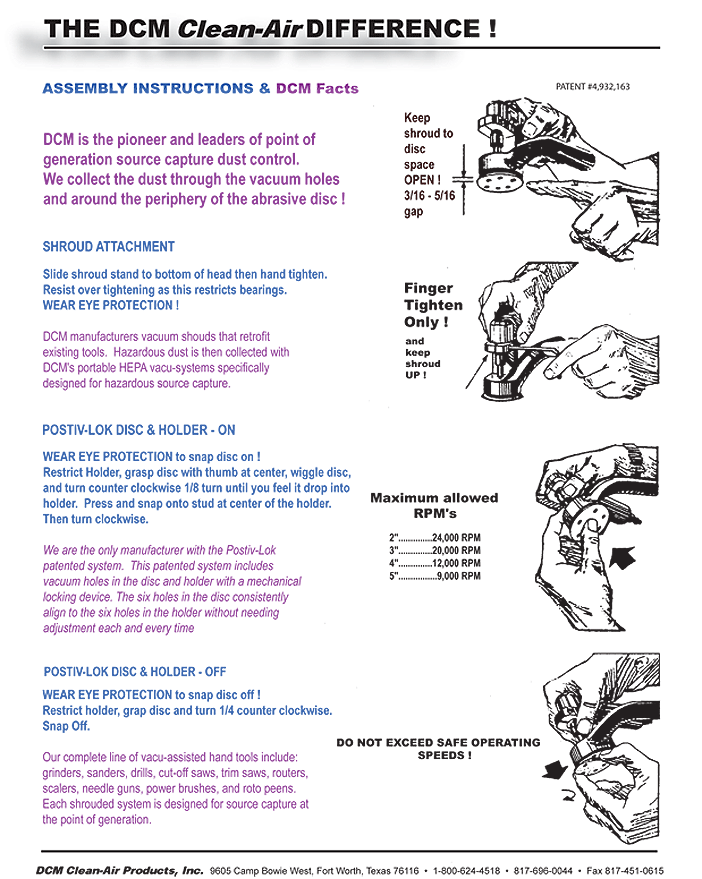 THE DCM Clean-Air DIFFERENCE !
ASSEMBLY INSTRUCTIONS & DCM Facts
PATENT #4,932,163
DCM is the pioneer and leaders of point of
generation source capture dust control.
We collect the dust through the vacuum holes
and around the periphery of the abrasive disc !
Keep
shroud to
disc
space
OPEN !
3/16 - 5/16
gap
SHROUD ATTACHMENT
Slide shroud stand to bottom of head then hand tighten.
Resist over tightening as this restricts bearings.
WEAR EYE PROTECTION !
DCM manufacturers vacuum shouds that retrofit
existing tools. Hazardous dust is then collected with
DCM's portable HEPA vacu-systems specifically
designed for hazardous source capture.
Finger
Tighten
Only !
and
keep
shroud
UP !
POSTIV-LOK DISC & HOLDER - ON
WEAR EYE PROTECTION to snap disc on !
Restrict Holder, grasp disc with thumb at center, wiggle disc,
and turn counter clockwise 1/8 turn until you feel it drop into
holder. Press and snap onto stud at center of the holder.
Then turn clockwise.
We are the only manufacturer with the Postiv-Lok
patented system. This patented system includes
vacuum holes in the disc and holder with a mechanical
locking device. The six holes in the disc consistently
align to the six holes in the holder without needing
adjustment each and every time
Maximum allowed
RPM's
2"..............24,000 RPM
3"..............20,000 RPM
4"..............12,000 RPM
5"................9,000 RPM
POSTIV-LOK DISC & HOLDER - OFF
WEAR EYE PROTECTION to snap disc off !
Restrict holder, grap disc and turn 1/4 counter clockwise.
Snap Off.
Our complete line of vacu-assisted hand tools include:
grinders, sanders, drills, cut-off saws, trim saws, routers,
scalers, needle guns, power brushes, and roto peens.
Each shrouded system is designed for source capture at
the point of generation.
DO NOT EXCEED SAFE OPERATING
SPEEDS !
DCM Clean-Air Products, Inc. 9605 Camp Bowie West, Fort Worth, Texas 76116 • 1-800-624-4518 • 817-696-0044 • Fax 817-451-0615